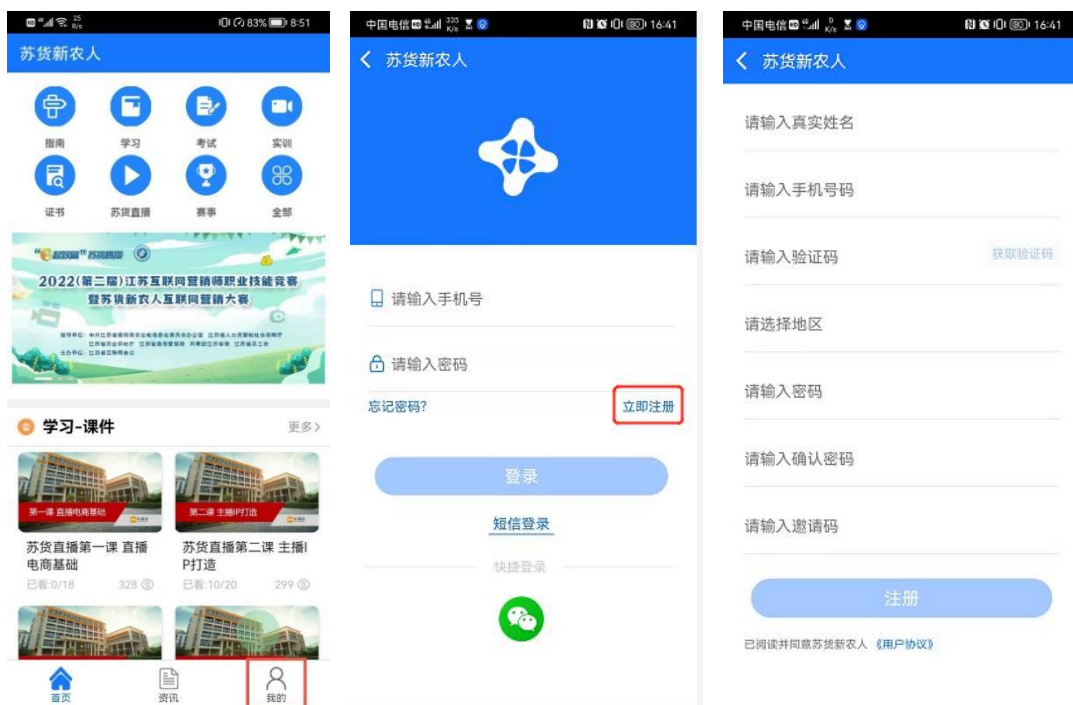 25
B/s
83%
8:51
苏货新农人
指南
学习
考试
实训
证书
苏货直播
赛事
全部
2022(第二届)江苏互联网营销师职业技能竞赛
暨苏货新农人互联网营销大赛
学习-课件
更多>
第一课 直播电商基础
第二课 主播IP打造
苏货直播第一课 直播
电商基础
已看:0/18
328
苏货直播第二课 主播I
P打造
已看:10/20
299
首页
资讯
我的
中国电信
335
K/s
80
16:41
苏货新农人
请输入手机号
请输入密码
忘记密码?
立即注册
登录
短信登录
快捷登录
中国电信
0
K/s
80
16:41
苏货新农人
请输入真实姓名
请输入手机号码
请输入验证码
获取验证码
请选择地区
请输入密码
请输入确认密码
请输入邀请码
注册
已阅读并同意苏货新农人 《用户协议》